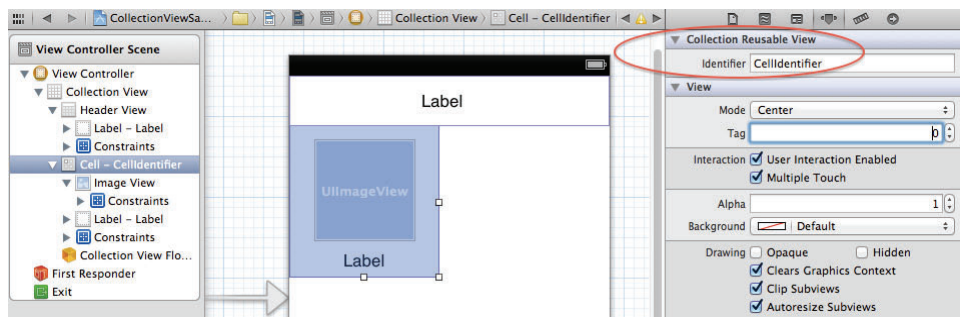 CollectionViewSa... Collection View Cell – CellIdentifier
View Controller Scene
View Controller
Collection View
Header View
Label – Label
Constraints
Cell – CellIdentifier
Image View
Constraints
Label – Label
Constraints
Collection View Flo...
First Responder
Exit
Label
UIImageView
Label
Collection Reusable View
Identifier CellIdentifier
View
Mode Center
Tag 0
Interaction User Interaction Enabled
Multiple Touch
Alpha 1
Background Default
Drawing Opaque Hidden
Clears Graphics Context
Clip Subviews
Autoresize Subviews